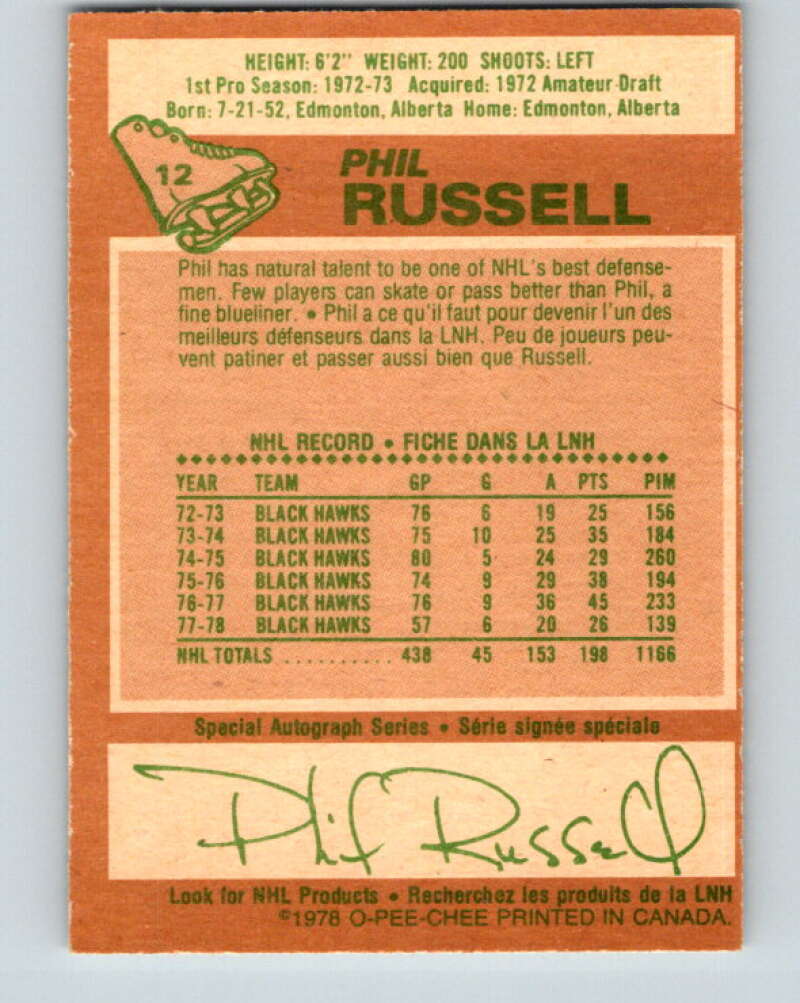 HEIGHT: 6'2" WEIGHT: 200 SHOOTS: LEFT
1st Pro Season: 1972-73 Acquired: 1972 Amateur Draft
Born: 7-21-52, Edmonton, Alberta Home: Edmonton, Alberta
12
PHIL
RUSSELL
Phil has natural talent to be one of NHL's best defense-
men. Few players can skate or pass better than Phil, a
fine blueliner. • Phil a ce qu'il faut pour devenir l'un des
meilleurs défenseurs dans la LNH. Peu de joueurs peu-
vent patiner et passer aussi bien que Russell.
NHL RECORD • FICHE DANS LA LNH
YEAR TEAM GP G A PTS PIM
72-73 BLACK HAWKS 76 6 19 25 156
73-74 BLACK HAWKS 75 10 25 35 184
74-75 BLACK HAWKS 80 5 24 29 260
75-76 BLACK HAWKS 74 9 29 38 194
76-77 BLACK HAWKS 76 9 36 45 233
77-78 BLACK HAWKS 57 6 20 26 139
NHL TOTALS .......... 438 45 153 198 1166
Special Autograph Series • Série signée spéciale
Phil Russell
Look for NHL Products • Recherchez les produits de la LNH
©1978 O-PEE-CHEE PRINTED IN CANADA.